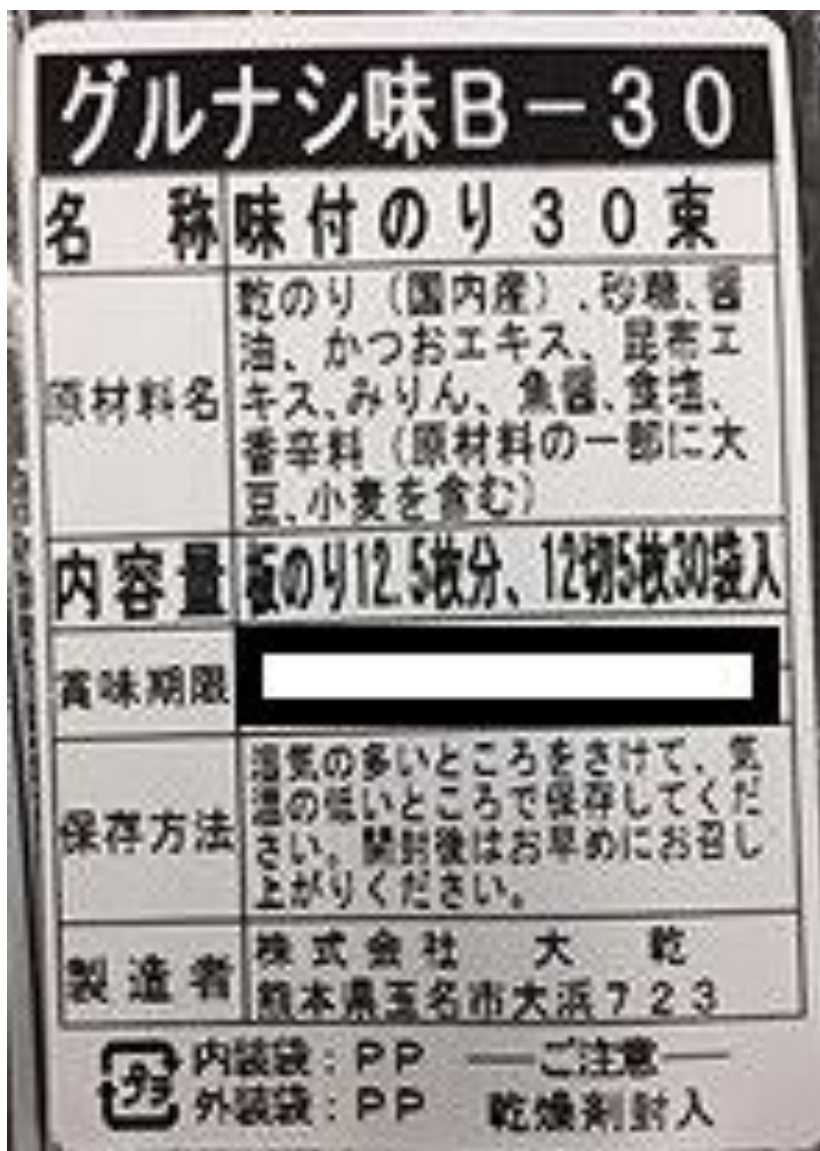 グルナシ味B-30
名称 味付のり30束
原材料名 乾のり(国内産)、砂糖、醤
油、かつおエキス、昆布エ
キス、みりん、魚醤、食塩、
香辛料(原材料の一部に大
豆、小麦を含む)
内容量 板のり12.5枚分、12切5枚30袋入
賞味期限
保存方法 湿気の多いところをさけて、気
温の低いところで保存してくだ
さい。開封後はお早めにお召し
上がりください。
製造者 株式会社 大乾
熊本県玉名市大浜723
プラ 内装袋:PP ――ご注意――
外装袋:PP 乾燥剤封入